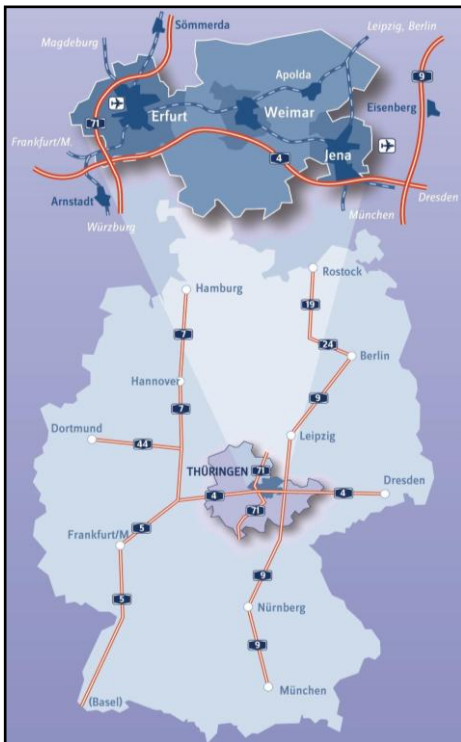 Sömmerda
Leipzig, Berlin
Magdeburg
9
Apolda
Eisenberg
71
Erfurt
Weimar
Frankfurt/M.
4
Jena
Arnstadt
Dresden
Würzburg
München
Rostock
Hamburg
19
7
24
Berlin
Hannover
9
7
Dortmund
44
Leipzig
THÜRINGEN
71
Dresden
4
4
71
5
Frankfurt/M
9
5
Nürnberg
9
München
(Basel)